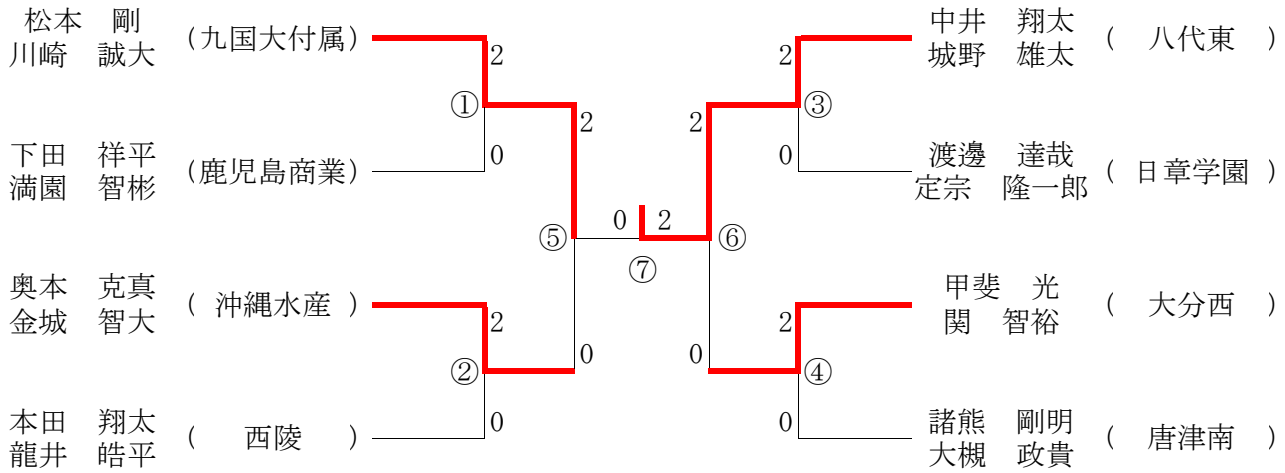 松本　剛
川崎　誠大
（九国大付属）
2
①
下田　祥平
満園　智彬
（鹿児島商業）
0
2
⑤
奥本　克真
金城　智大
（ 沖縄水産 ）
2
②
0
本田　翔太
龍井　皓平
（　西陵　）
0
0
2
⑦
中井　翔太
城野　雄太
（　八代東　）
2
③
2
渡邊　達哉
定宗　隆一郎
（ 日章学園 ）
0
⑥
甲斐　光
関　智裕
（　大分西　）
2
0
④
諸熊　剛明
大槻　政貴
（　唐津南　）
0